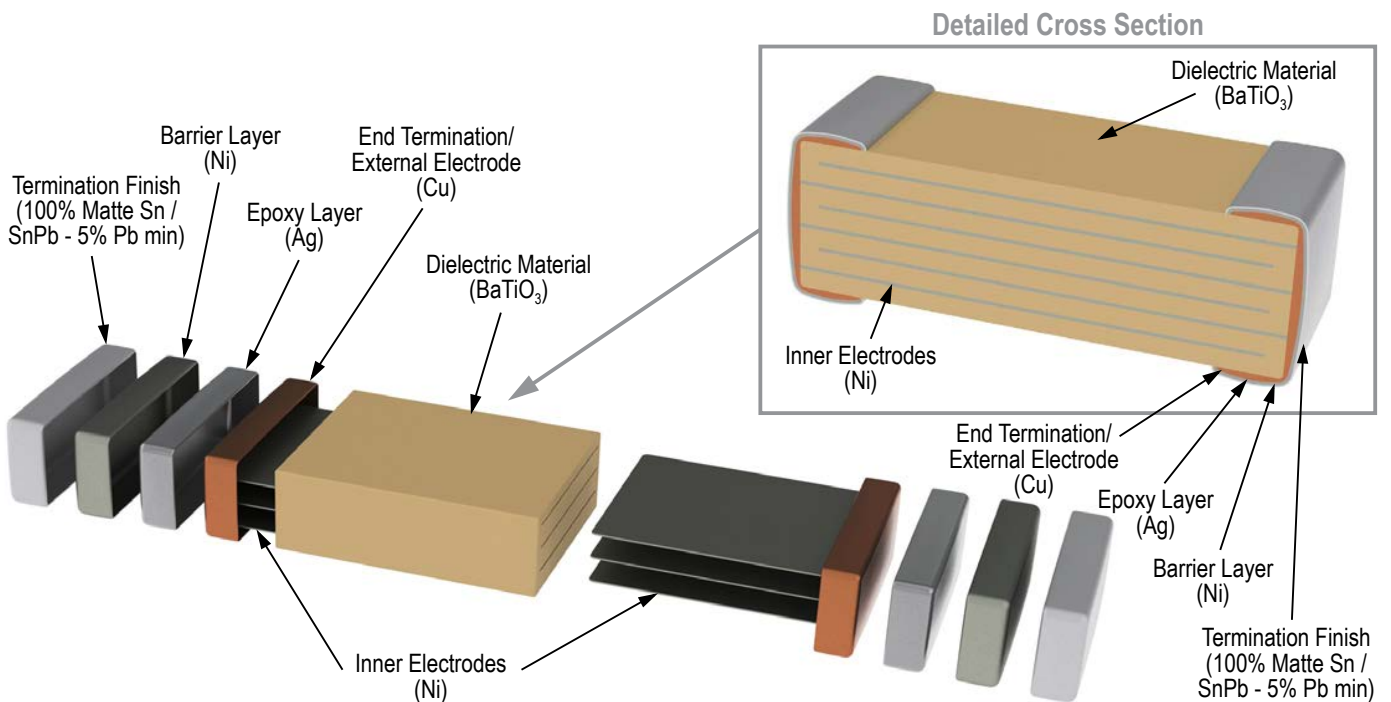 Detailed Cross Section
Dielectric Material
(BaTiO₃)
Inner Electrodes
(Ni)
End Termination/
External Electrode
(Cu)
Epoxy Layer
(Ag)
Barrier Layer
(Ni)
Termination Finish
(100% Matte Sn /
SnPb - 5% Pb min)
Termination Finish
(100% Matte Sn /
SnPb - 5% Pb min)
Barrier Layer
(Ni)
Epoxy Layer
(Ag)
End Termination/
External Electrode
(Cu)
Dielectric Material
(BaTiO₃)
Inner Electrodes
(Ni)